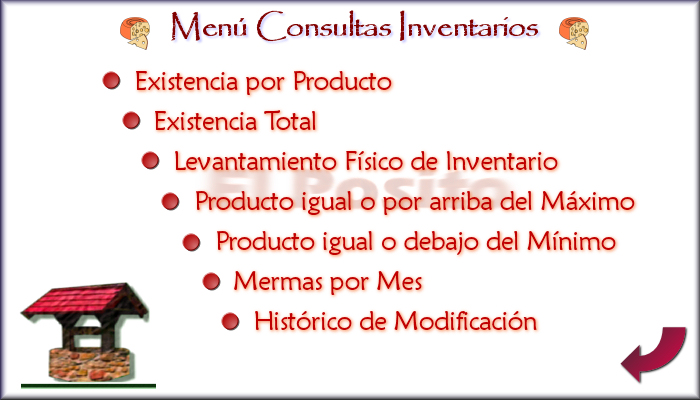 Menú Consultas Inventarios
Existencia por Producto
Existencia Total
Levantamiento Físico de Inventario
El Posito
Producto igual o por arriba del Máximo
Producto igual o debajo del Mínimo
Mermas por Mes
Histórico de Modificación